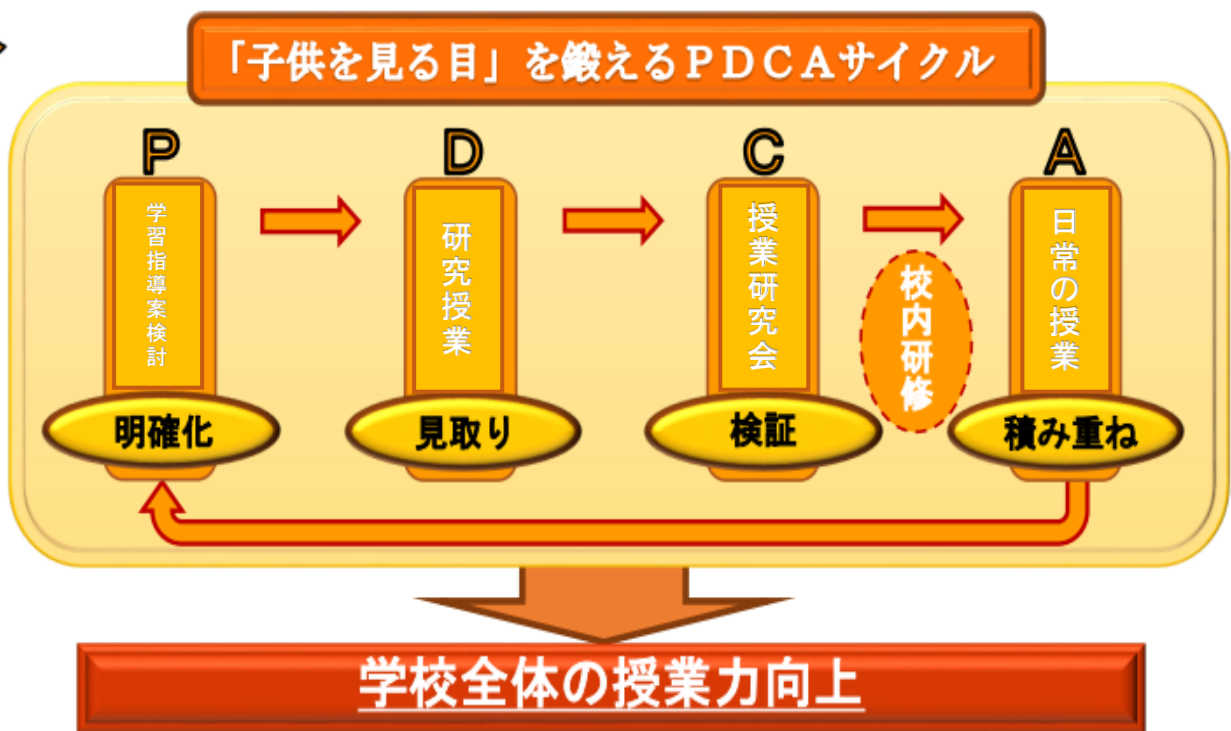 「子供を見る目」を鍛えるPDCAサイクル
P
D
C
A
学習指導案検討
研究授業
授業研究会
校内研修
日常の授業
明確化
見取り
検証
積み重ね
学校全体の授業力向上